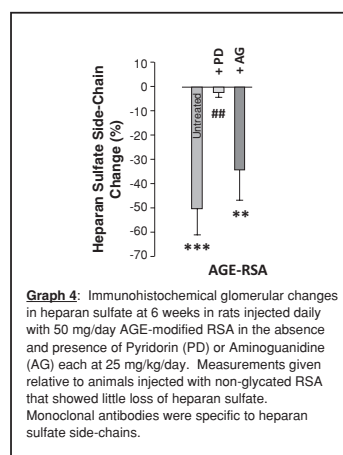 Heparan Sulfate Side-Chain
Change (%)
10
0
-10
-20
-30
-40
-50
-60
-70
Untreated
+ PD
+ AG
***
##
**
AGE-RSA
Graph 4: Immunohistochemical glomerular changes
in heparan sulfate at 6 weeks in rats injected daily
with 50 mg/day AGE-modified RSA in the absence
and presence of Pyridorin (PD) or Aminoguanidine
(AG) each at 25 mg/kg/day. Measurements given
relative to animals injected with non-glycated RSA
that showed little loss of heparan sulfate.
Monoclonal antibodies were specific to heparan
sulfate side-chains.